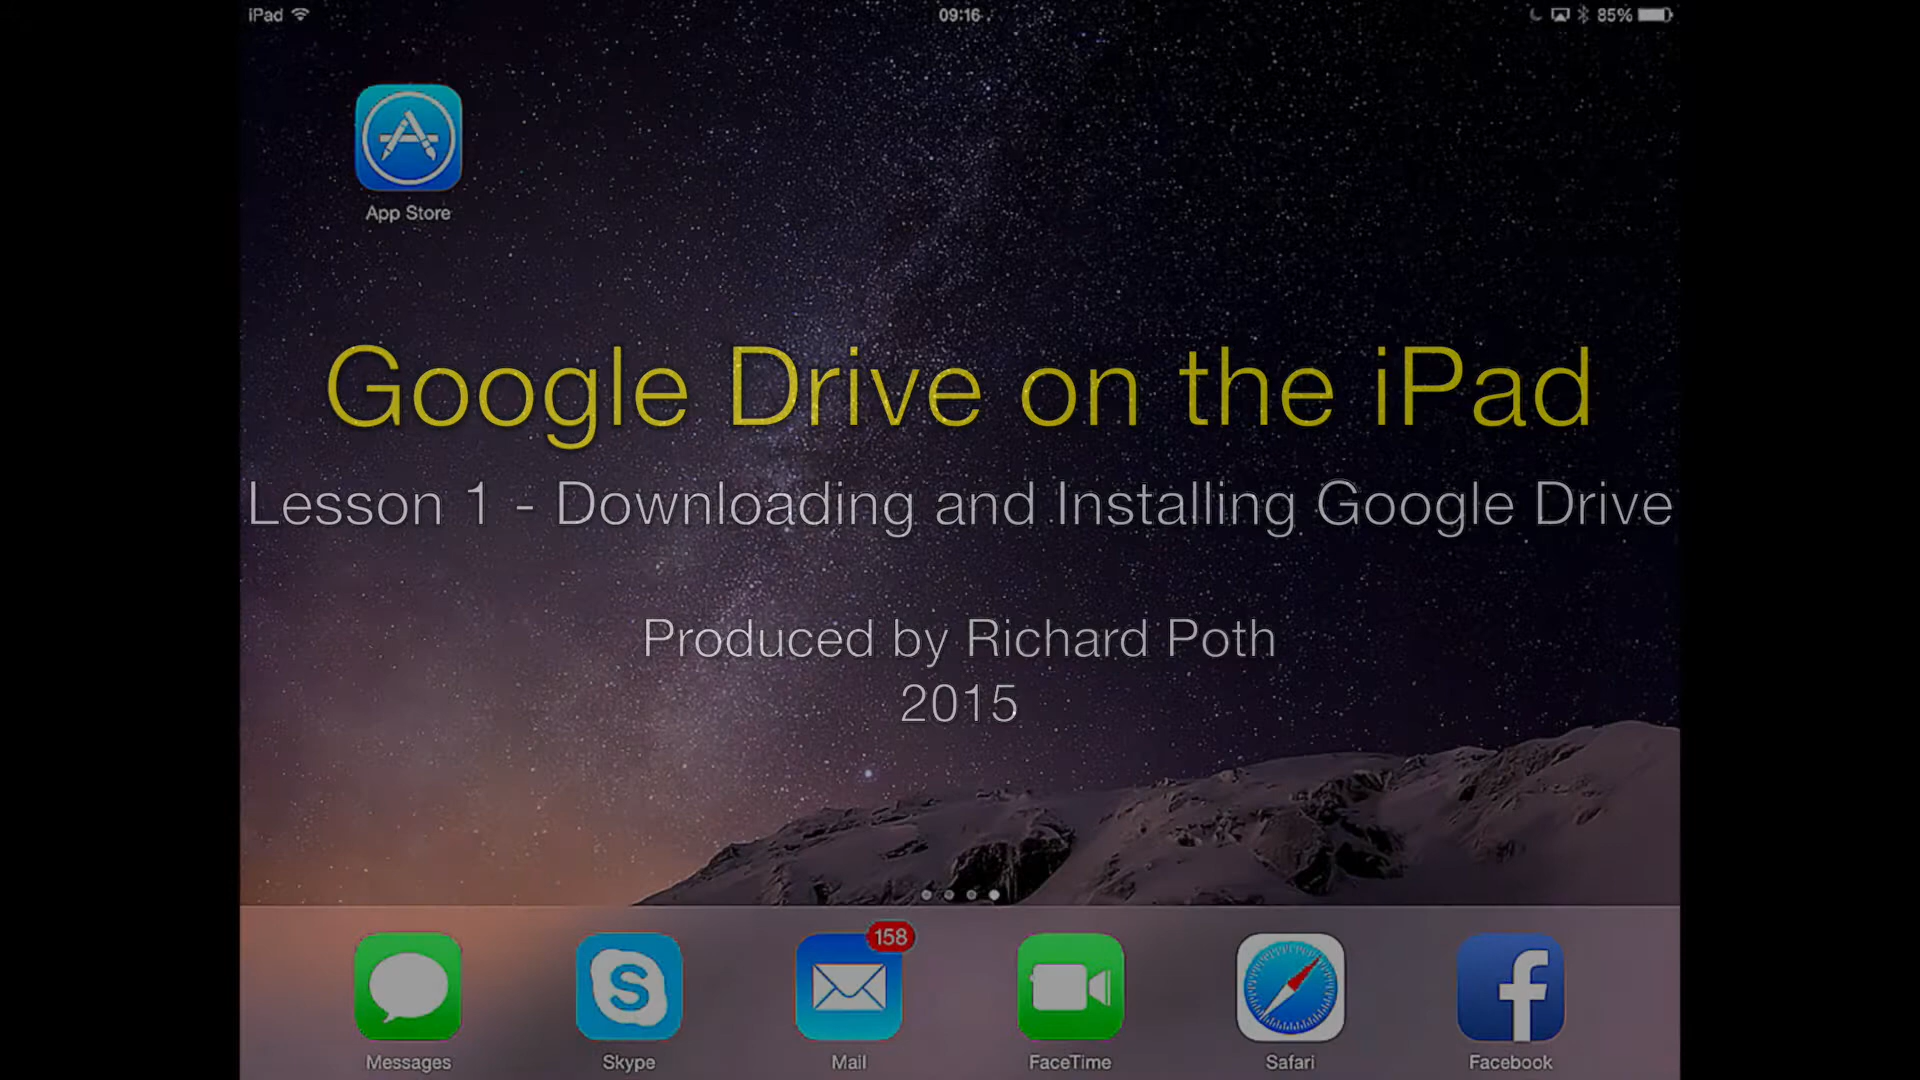 iPad
09:16
85%
App Store
Google Drive on the iPad
Lesson 1 - Downloading and Installing Google Drive
Produced by Richard Poth
2015
158
Messages
Skype
Mail
FaceTime
Safari
Facebook